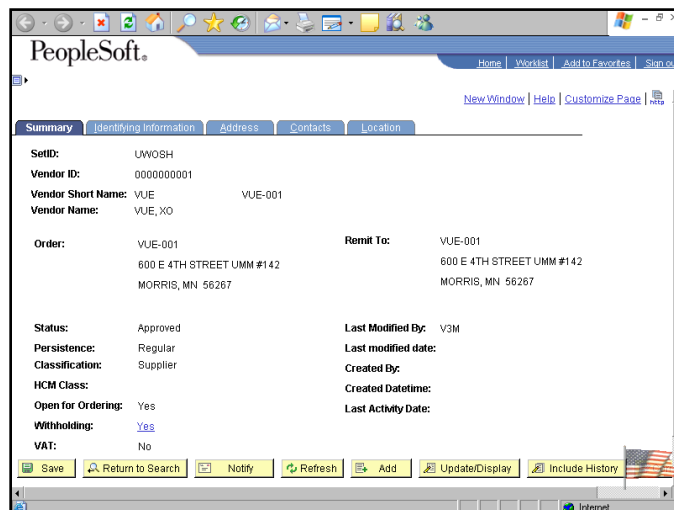 PeopleSoft.
Home | Worklist | Add to Favorites | Sign ou
New Window | Help | Customize Page | http
Summary Identifying Information Address Contacts Location
SetID: UWOSH
Vendor ID: 0000000001
Vendor Short Name: VUE VUE-001
Vendor Name: VUE, XO
Order: VUE-001 Remit To: VUE-001
600 E 4TH STREET UMM #142 600 E 4TH STREET UMM #142
MORRIS, MN 56267 MORRIS, MN 56267
Status: Approved Last Modified By: V3M
Persistence: Regular Last modified date:
Classification: Supplier Created By:
HCM Class: Created Datetime:
Open for Ordering: Yes Last Activity Date:
Withholding: Yes
VAT: No
Save Return to Search Notify Refresh Add Update/Display Include History
Internet